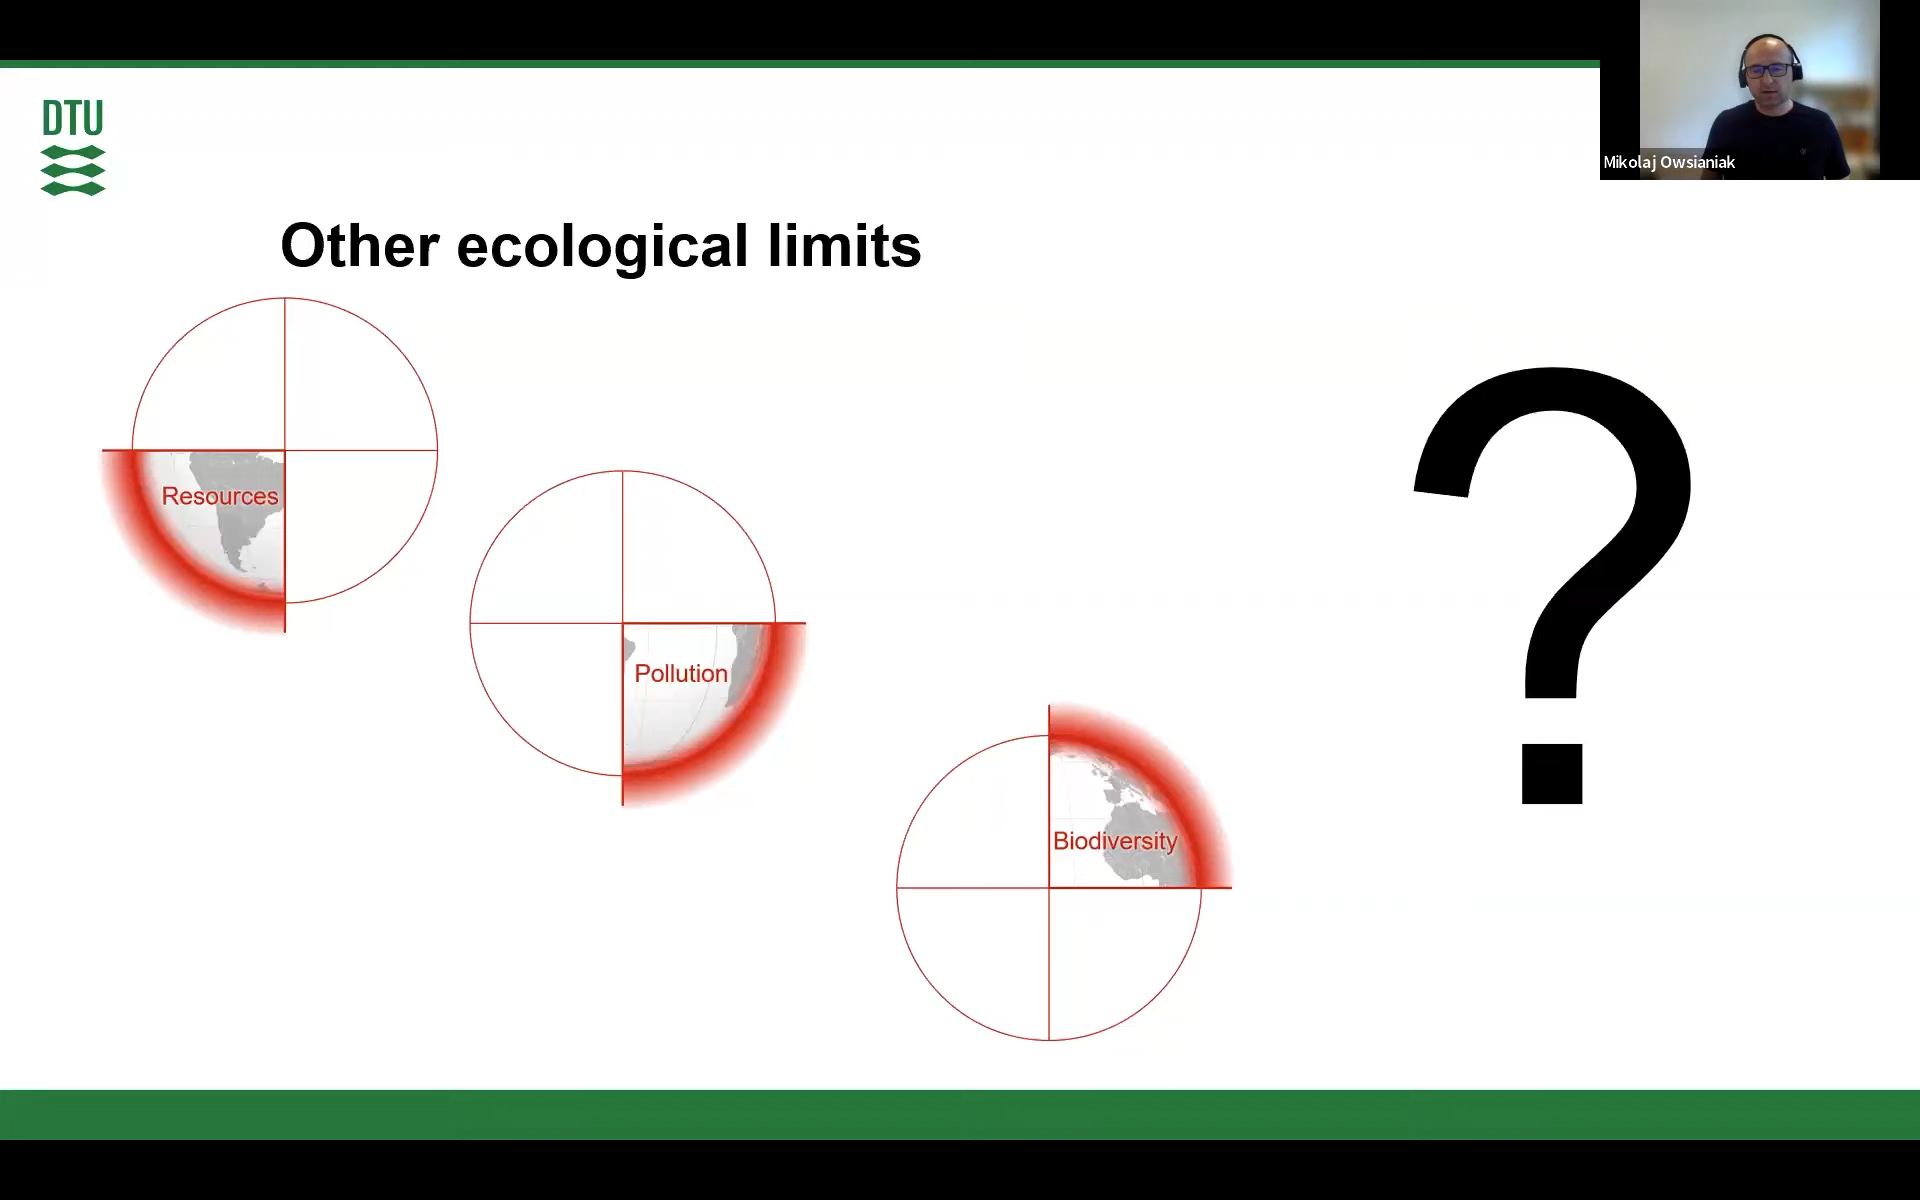 DTU
Mikolaj Owsianiak
Other ecological limits
Resources
Pollution
Biodiversity
?